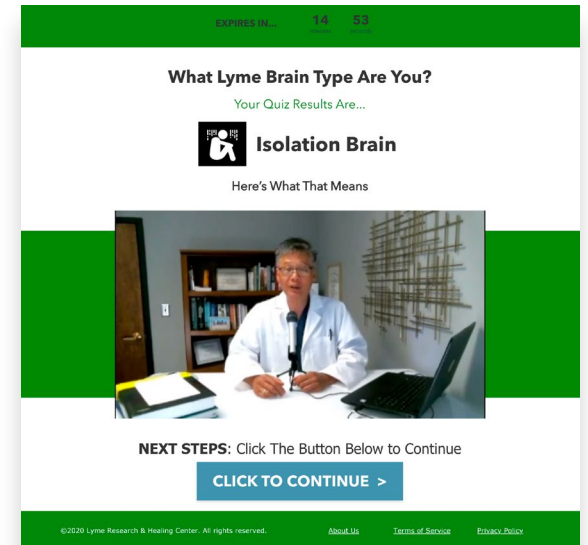 EXPIRES IN...
14 53
What Lyme Brain Type Are You?
Your Quiz Results Are...
Isolation Brain
Here's What That Means
NEXT STEPS: Click The Button Below to Continue
CLICK TO CONTINUE >
©2020 Lyme Research & Healing Center. All rights reserved. About Us Terms of Service Privacy Policy